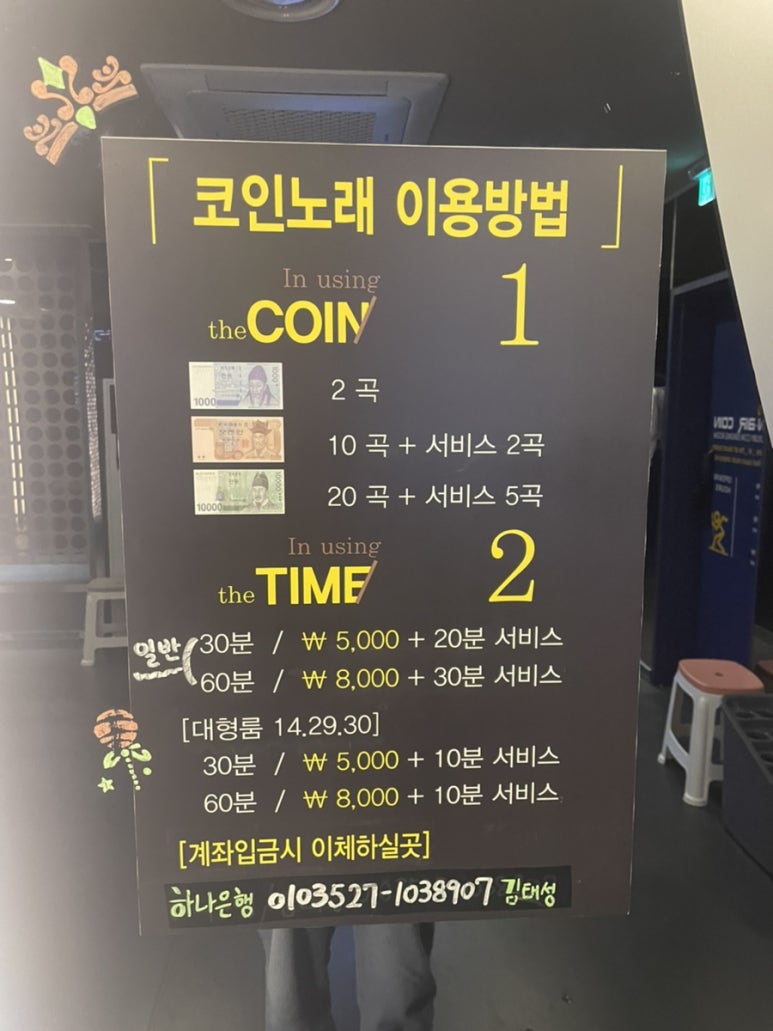 코인노래 이용방법
In using
the COIN
1
1000
2 곡
10 곡 + 서비스 2곡
10000
20 곡 + 서비스 5곡
In using
the TIME
2
일반
30분 / ₩ 5,000 + 20분 서비스
60분 / ₩ 8,000 + 30분 서비스
[대형룸 14.29.30]
30분 / ₩ 5,000 + 10분 서비스
60분 / ₩ 8,000 + 10분 서비스
[계좌입금시 이체하실곳]
하나은행 0103527-1038907 김태성